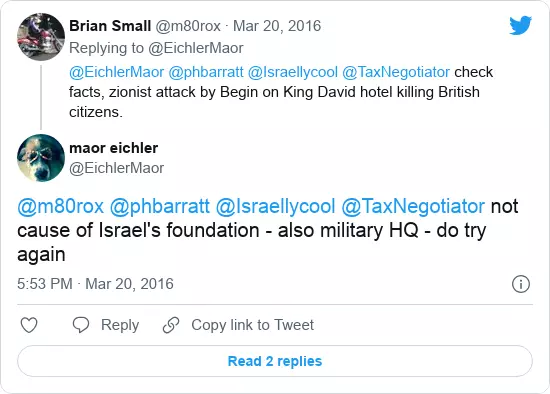 Brian Small @m80rox · Mar 20, 2016
Replying to @EichlerMaor
@EichlerMaor @phbarratt @Israellycool @TaxNegotiator check
facts, zionist attack by Begin on King David hotel killing British
citizens.
maor eichler
@EichlerMaor
@m80rox @phbarratt @Israellycool @TaxNegotiator not
cause of Israel's foundation - also military HQ - do try
again
5:53 PM · Mar 20, 2016
Reply Copy link to Tweet
Read 2 replies